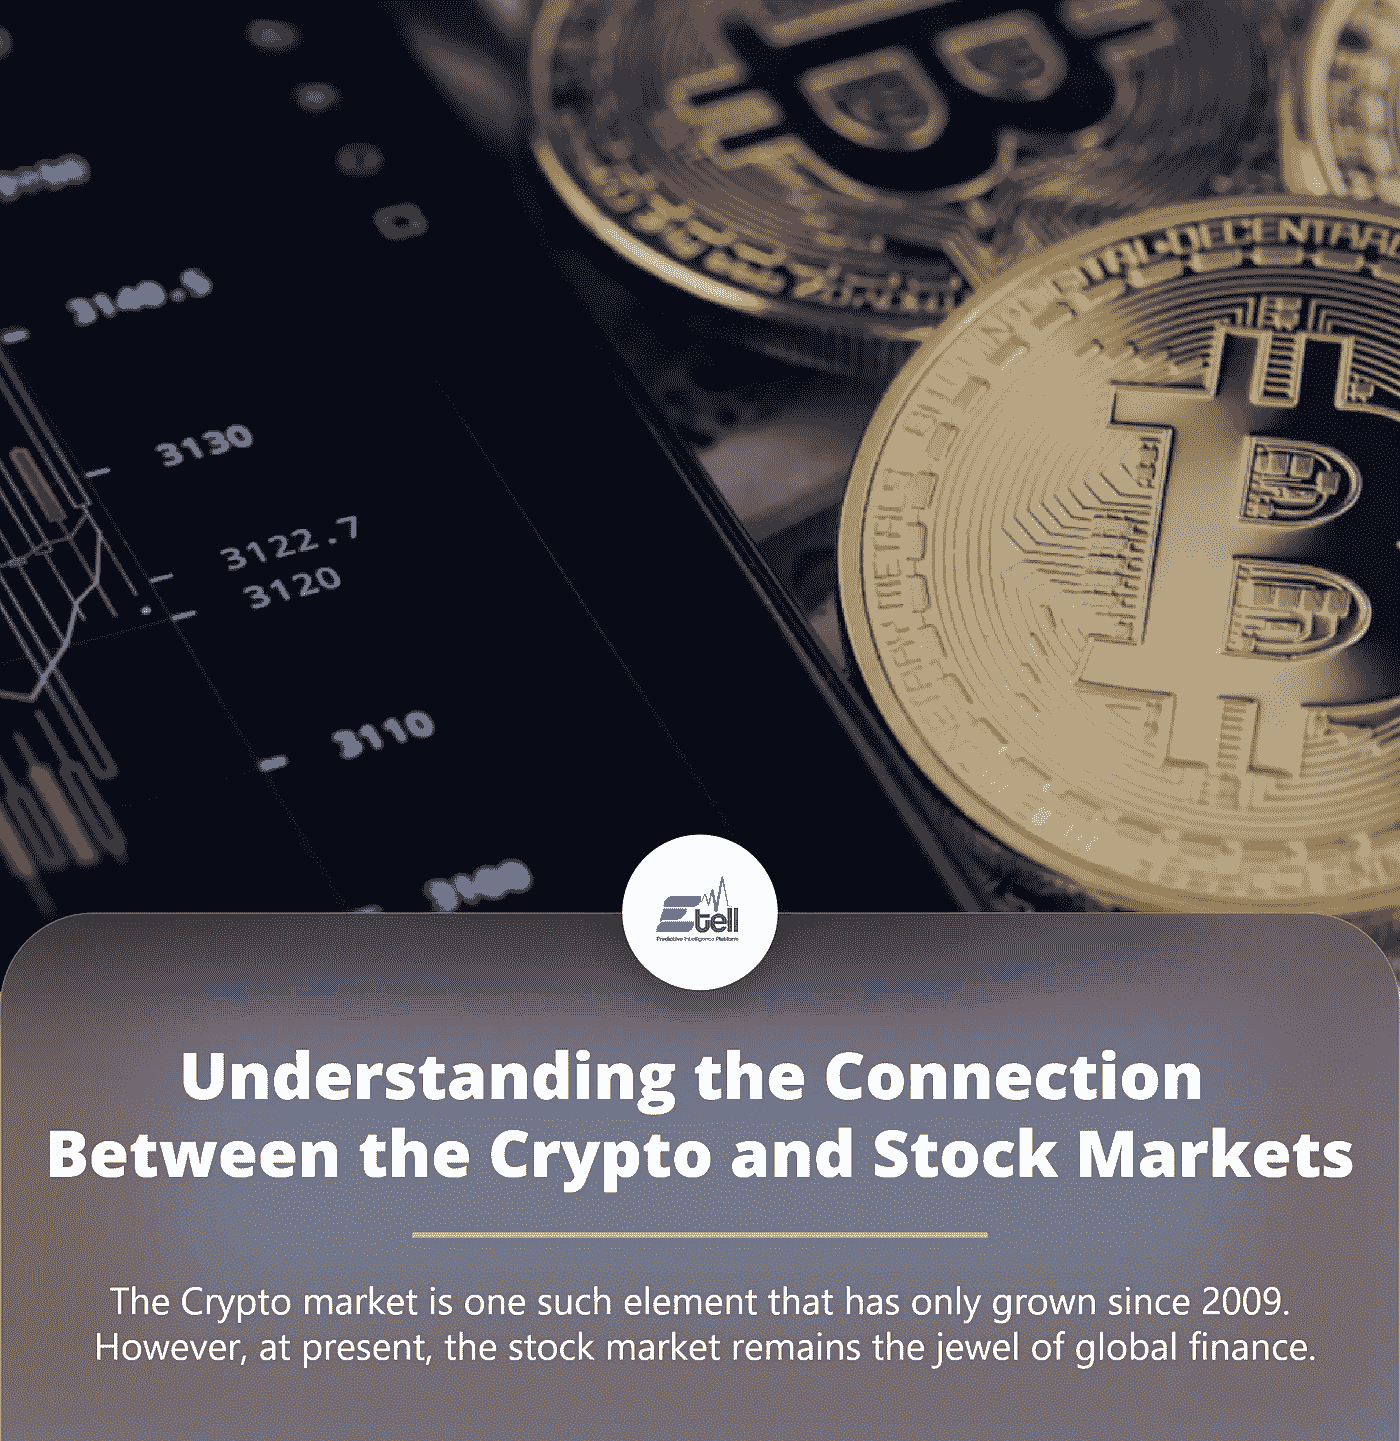 3140.5
3130
3122.7
3120
3110
3100
DECENTRA
METALS
Etell
Predictive Intelligence Platform
Understanding the Connection
Between the Crypto and Stock Markets
The Crypto market is one such element that has only grown since 2009.
However, at present, the stock market remains the jewel of global finance.